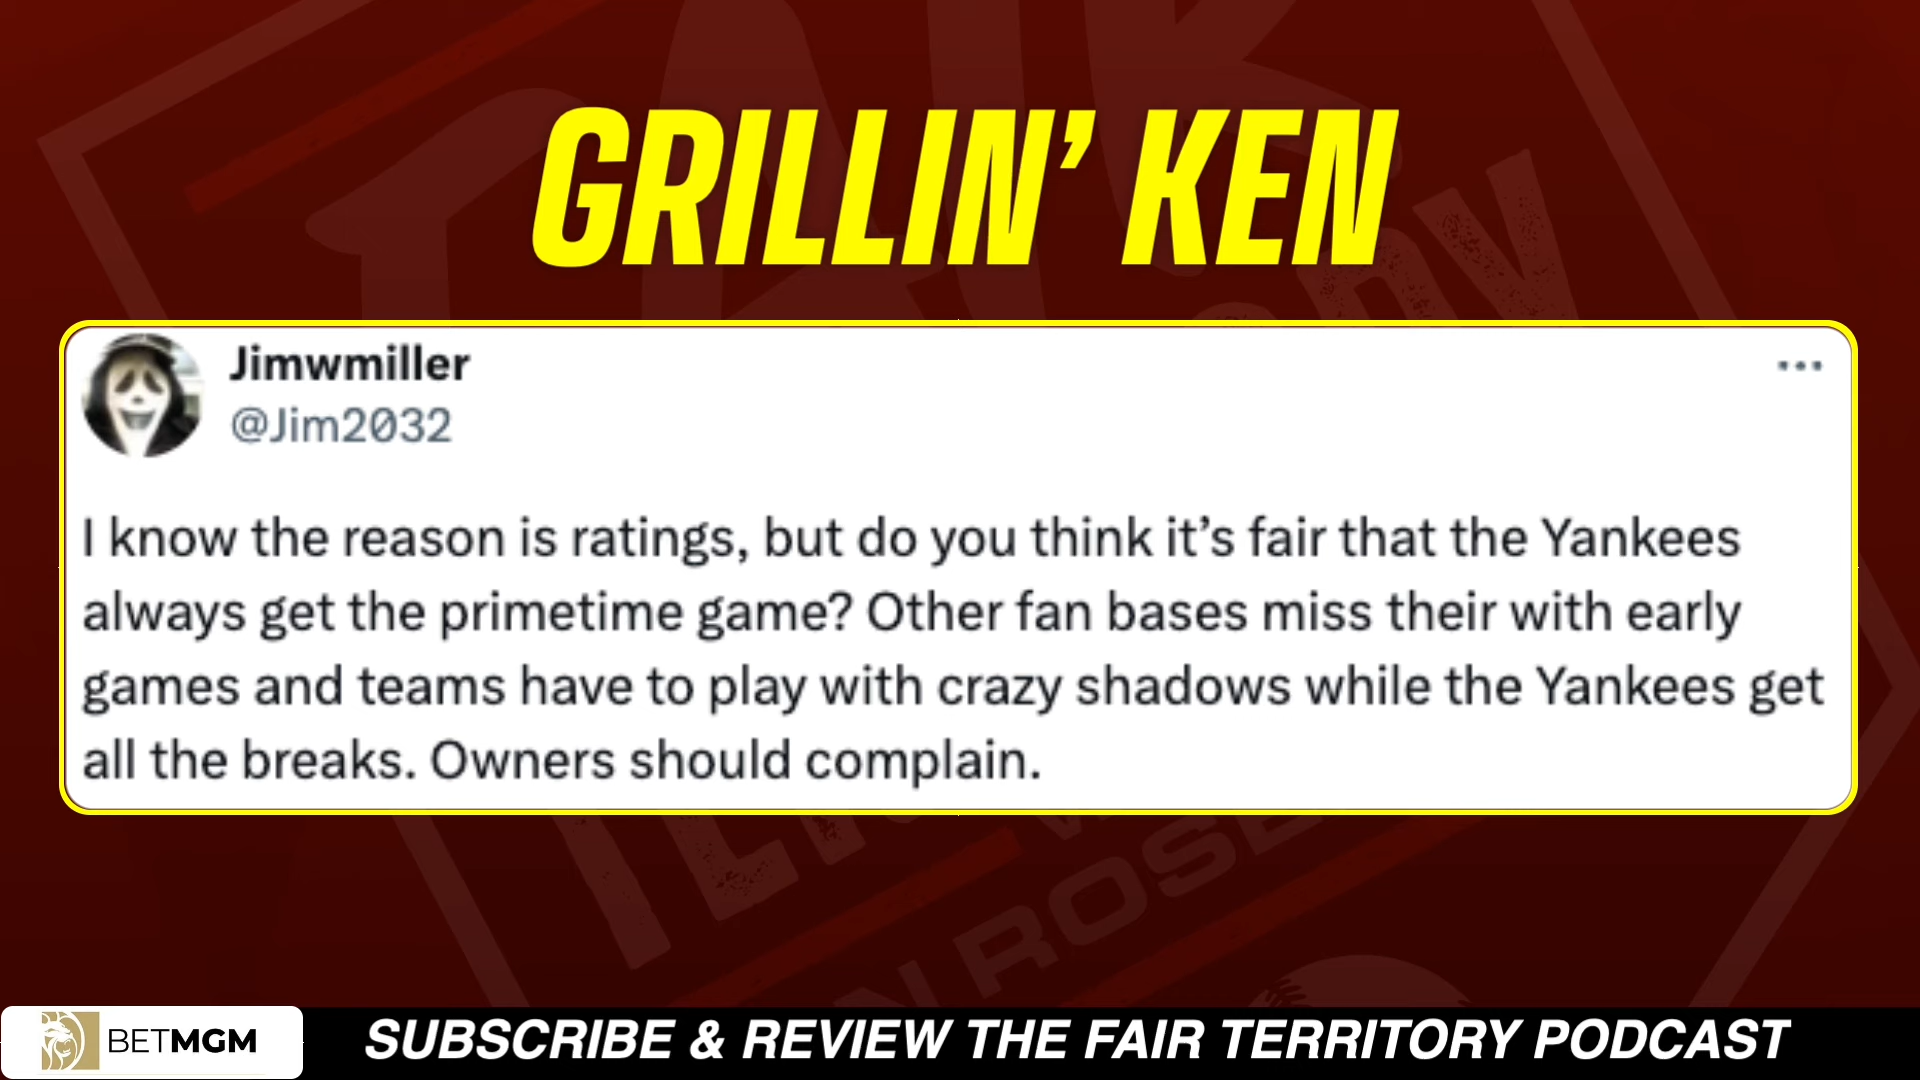 GRILLIN' KEN
Jimwmiller
@Jim2032
I know the reason is ratings, but do you think it’s fair that the Yankees
always get the primetime game? Other fan bases miss their with early
games and teams have to play with crazy shadows while the Yankees get
all the breaks. Owners should complain.
BETMGM
SUBSCRIBE & REVIEW THE FAIR TERRITORY PODCAST